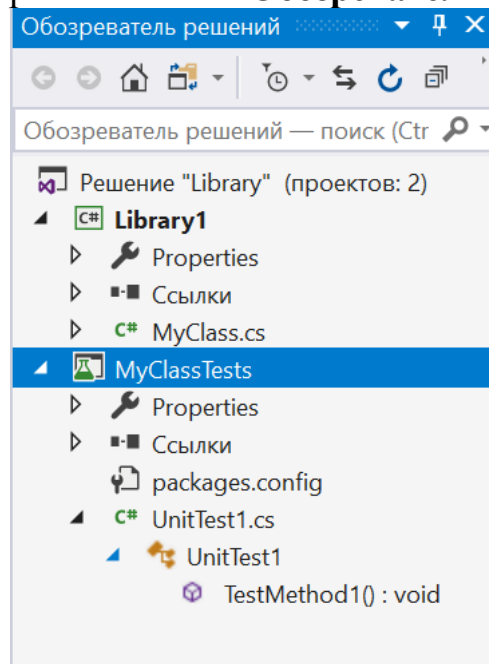 Обозреватель решений
Обозреватель решений — поиск (Ctr
Решение "Library" (проектов: 2)
C# Library1
Properties
Ссылки
C# MyClass.cs
MyClassTests
Properties
Ссылки
packages.config
C# UnitTest1.cs
UnitTest1
TestMethod1() : void